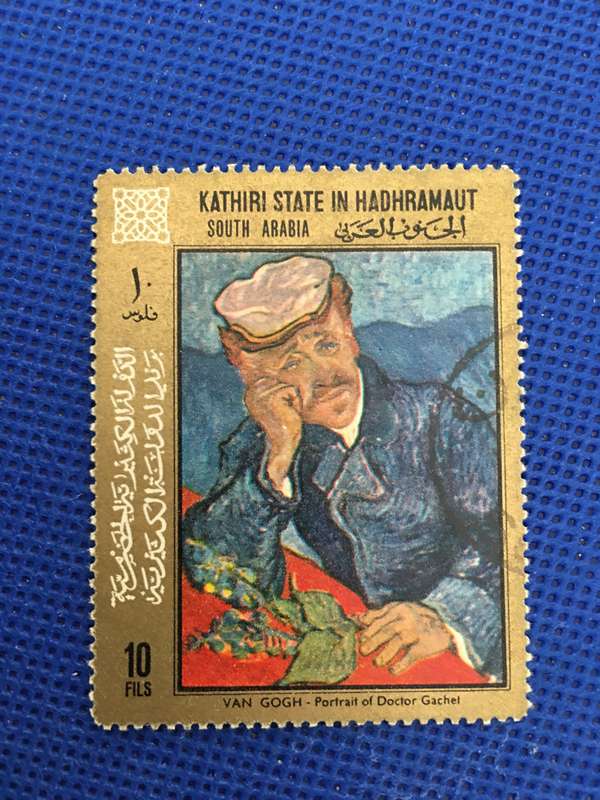 KATHIRI STATE IN HADHRAMAUT
SOUTH ARABIA الجنوب العربي
١٠
فلوس
10
FILS
VAN GOGH - Portrait of Doctor Gachet